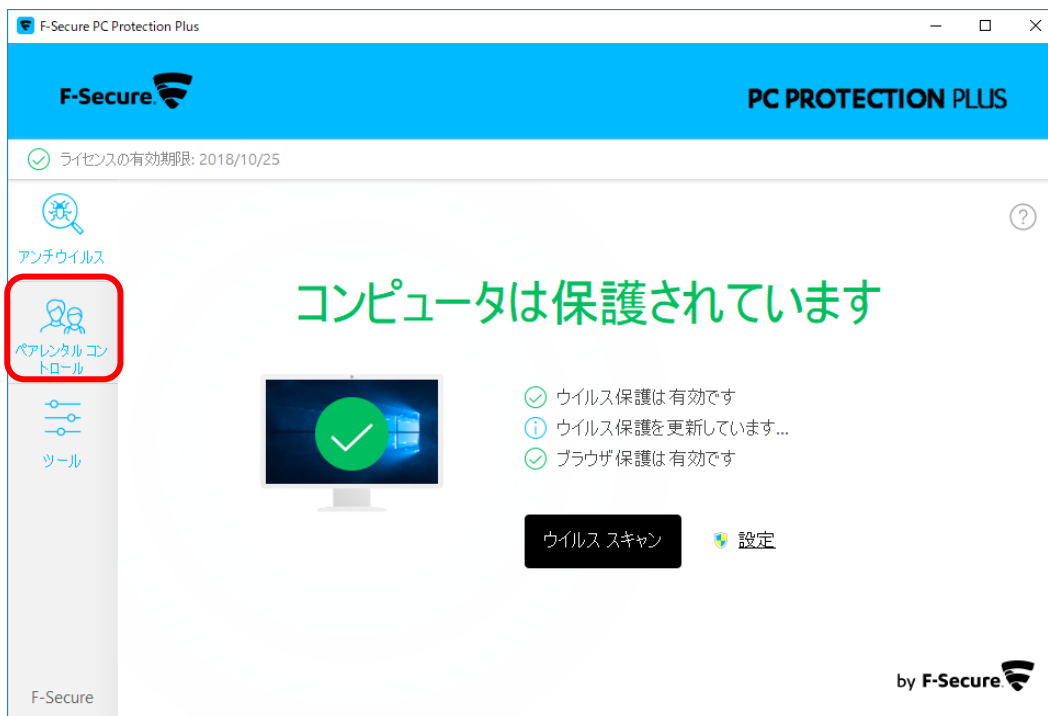 F-Secure PC Protection Plus
F-Secure.
PC PROTECTION PLUS
ライセンスの有効期限: 2018/10/25
アンチウイルス
ペアレンタル コン
トロール
ツール
コンピュータは保護されています
ウイルス保護は有効です
ウイルス保護を更新しています...
ブラウザ保護は有効です
ウイルス スキャン
設定
F-Secure
by F-Secure.